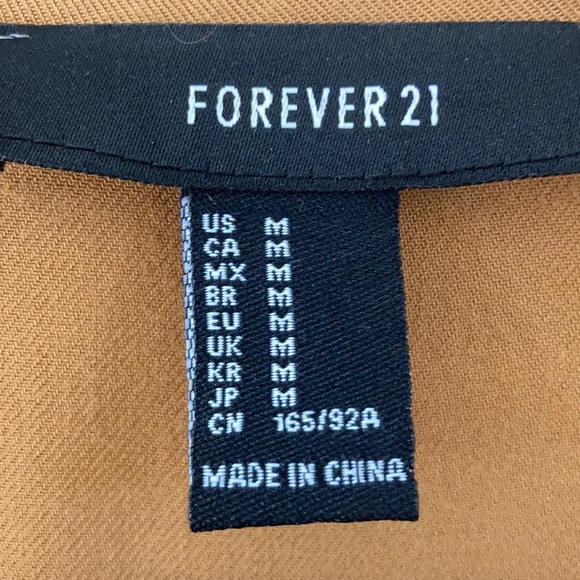 FOREVER 21
US M
CA M
MX M
BR M
EU M
UK M
KR M
JP M
CN 165/92A
MADE IN CHINA